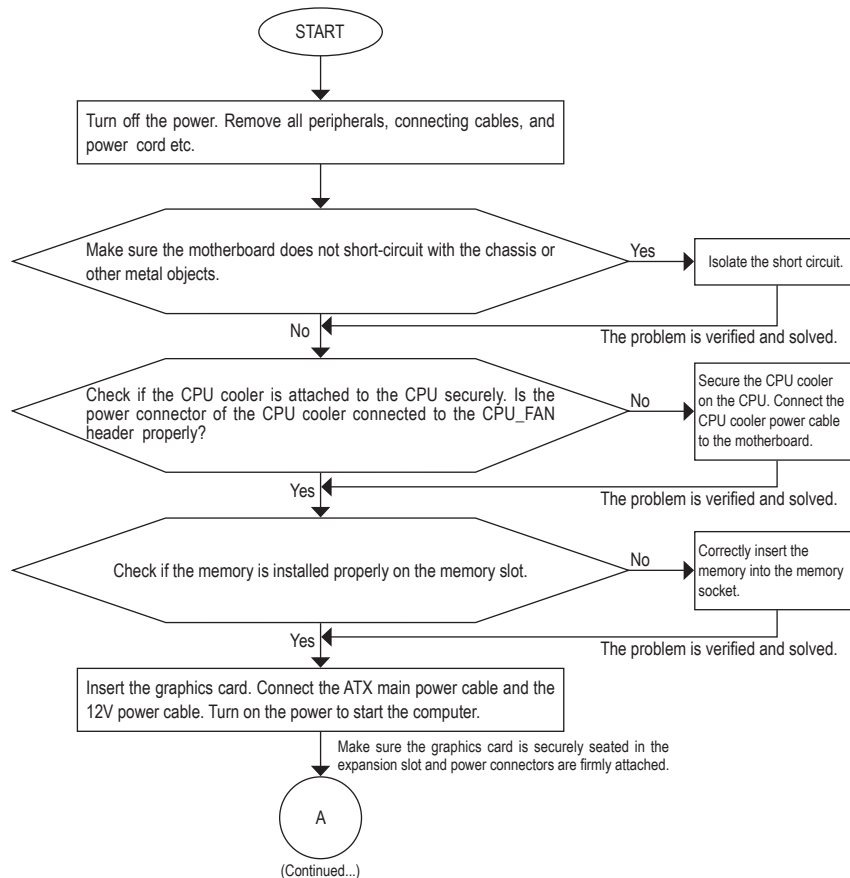 START
Turn off the power. Remove all peripherals, connecting cables, and
power cord etc.
Make sure the motherboard does not short-circuit with the chassis or
other metal objects.
Yes
Isolate the short circuit.
No
The problem is verified and solved.
Check if the CPU cooler is attached to the CPU securely. Is the
power connector of the CPU cooler connected to the CPU_FAN
header properly?
No
Secure the CPU cooler
on the CPU. Connect the
CPU cooler power cable
to the motherboard.
Yes
The problem is verified and solved.
Check if the memory is installed properly on the memory slot.
No
Correctly insert the
memory into the memory
socket.
Yes
The problem is verified and solved.
Insert the graphics card. Connect the ATX main power cable and the
12V power cable. Turn on the power to start the computer.
Make sure the graphics card is securely seated in the
expansion slot and power connectors are firmly attached.
A
(Continued...)